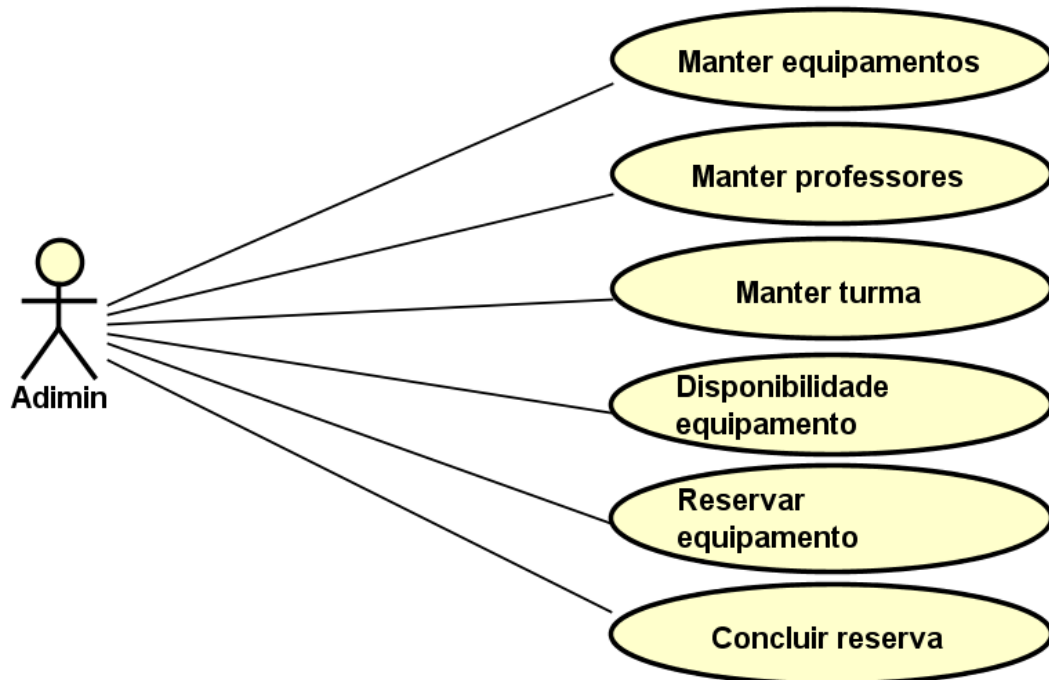 Manter equipamentos
Manter professores
Manter turma
Adimin
Disponibilidade
equipamento
Reservar
equipamento
Concluir reserva